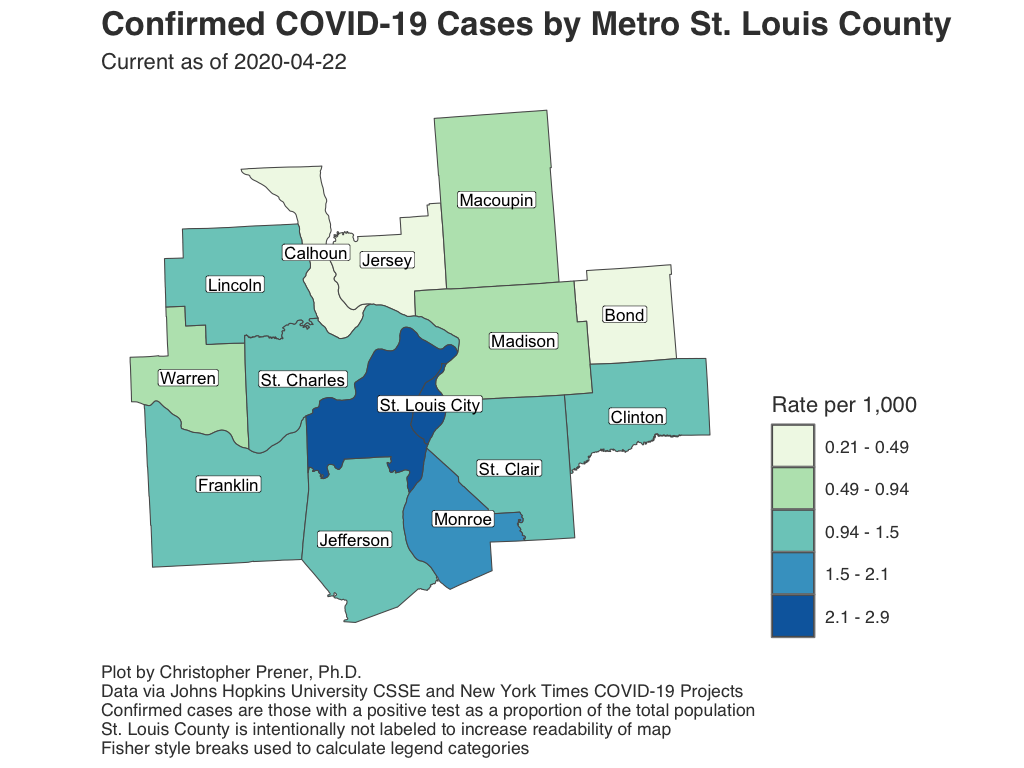 Confirmed COVID-19 Cases by Metro St. Louis County
Current as of 2020-04-22
Macoupin
Calhoun
Jersey
Lincoln
Bond
Madison
Warren
St. Charles
St. Louis City
Clinton
St. Clair
Franklin
Monroe
Jefferson
Rate per 1,000
0.21 - 0.49
0.49 - 0.94
0.94 - 1.5
1.5 - 2.1
2.1 - 2.9
Plot by Christopher Prener, Ph.D.
Data via Johns Hopkins University CSSE and New York Times COVID-19 Projects
Confirmed cases are those with a positive test as a proportion of the total population
St. Louis County is intentionally not labeled to increase readability of map
Fisher style breaks used to calculate legend categories